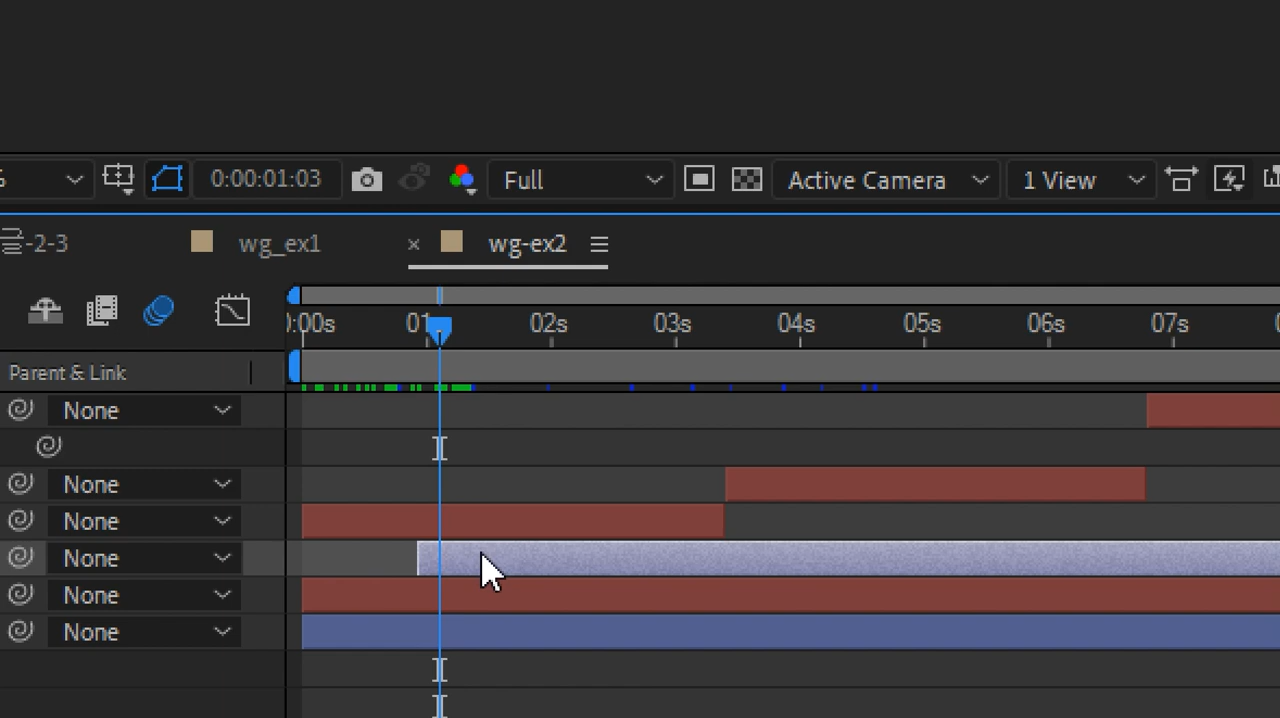 % 0:00:01:03 Full Active Camera 1 View
-2-3 wg_ex1 × wg-ex2
0:00s 01 02s 03s 04s 05s 06s 07s
Parent & Link
None
None
None
None
None
None